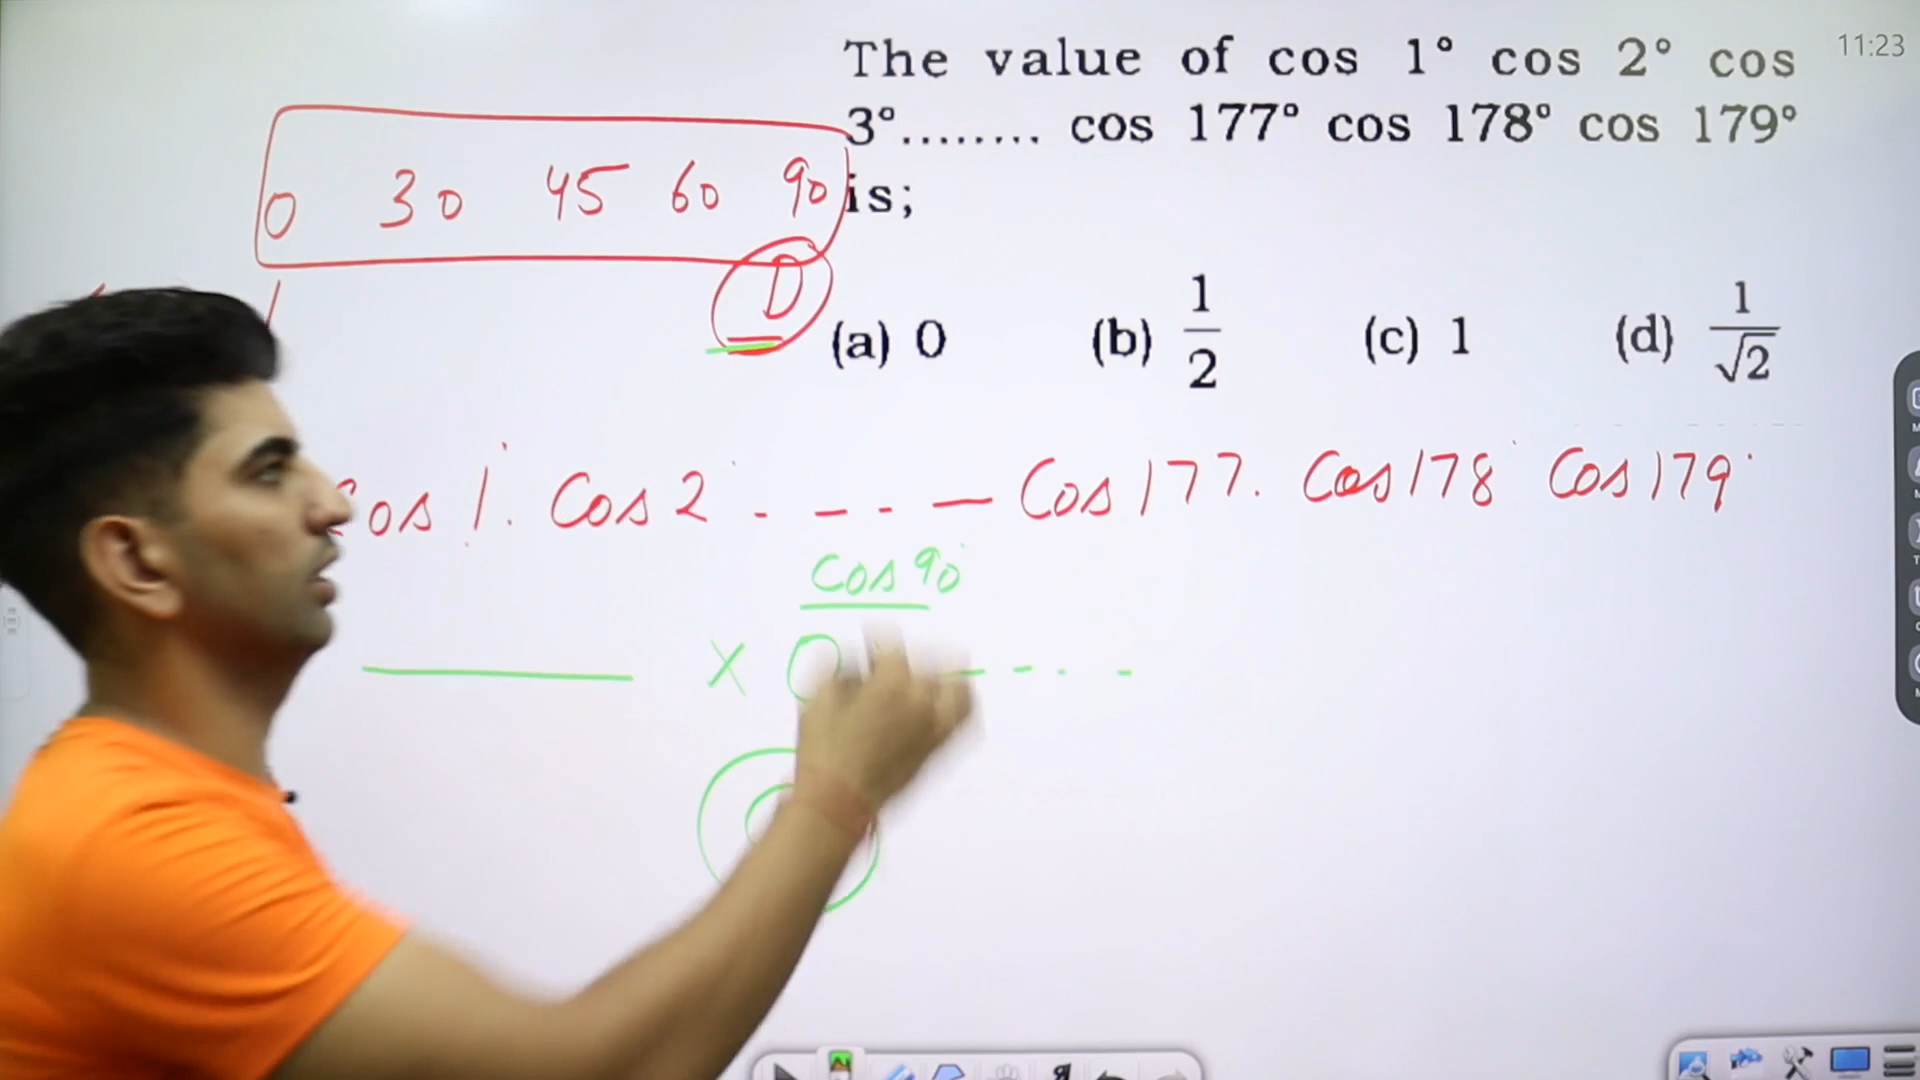 The value of cos 1° cos 2° cos
3°........ cos 177° cos 178° cos 179°
is;
11:23
0 30 45 60 90
D
(a) 0 (b) 1/2 (c) 1 (d) 1/√2
Cos 1°. Cos 2° - - - - Cos 177. Cos 178° Cos 179°
Cos 90°
x 0 - - - -